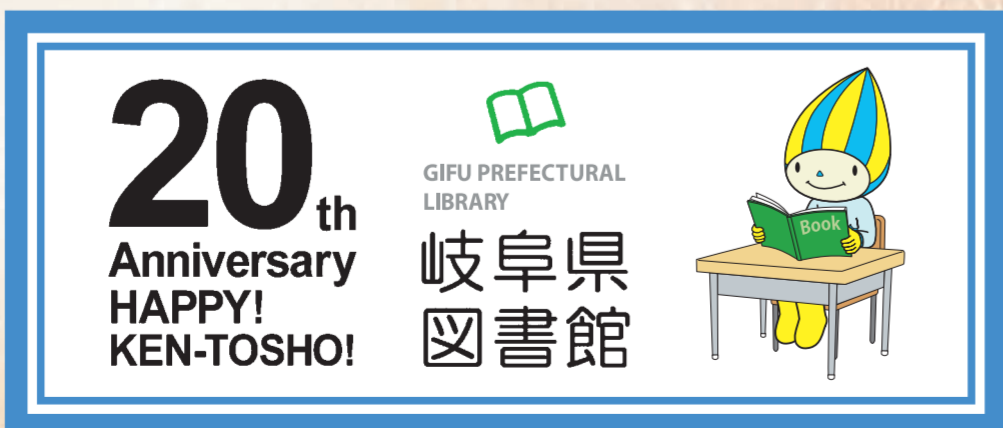 20th
Anniversary
HAPPY!
KEN-TOSHO!
GIFU PREFECTURAL
LIBRARY
岐阜県
図書館
Book